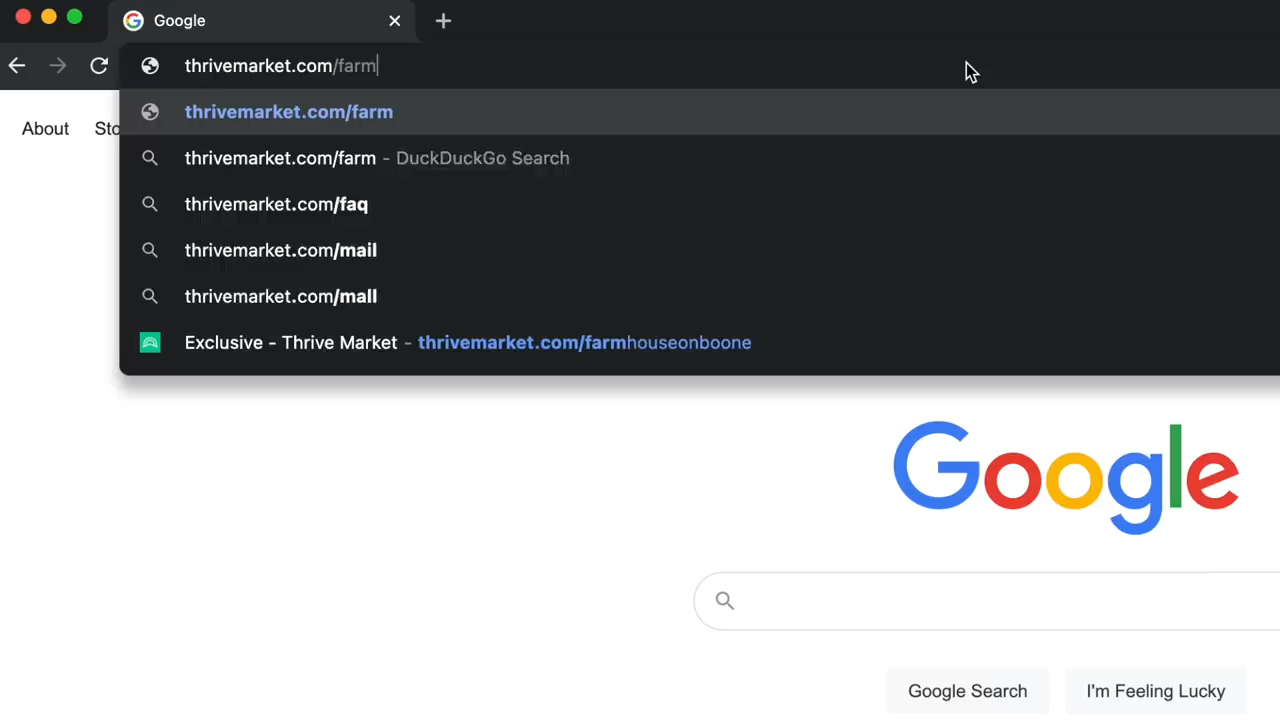 Google
thrivemarket.com/farm
thrivemarket.com/farm
About Sto
thrivemarket.com/farm - DuckDuckGo Search
thrivemarket.com/faq
thrivemarket.com/mail
thrivemarket.com/mall
Exclusive - Thrive Market - thrivemarket.com/farmhouseonboone
Google
Google Search I'm Feeling Lucky